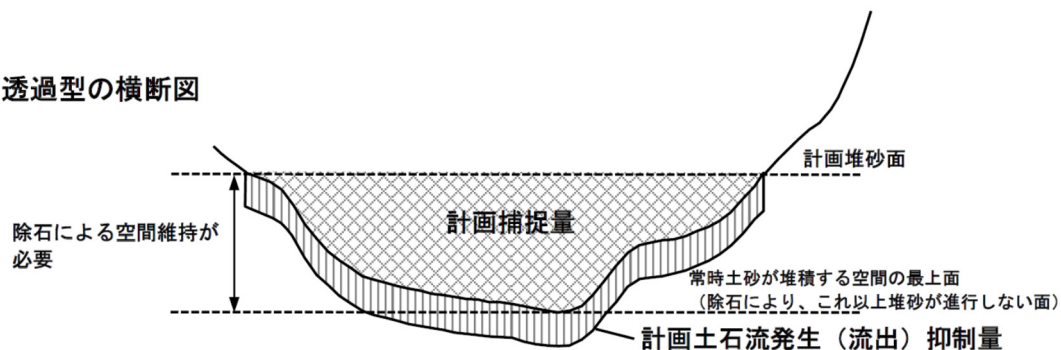 透過型の横断図
計画堆砂面
計画捕捉量
除石による空間維持が
必要
常時土砂が堆積する空間の最上面
（除石により、これ以上堆砂が進行しない面）
計画土石流発生（流出）抑制量